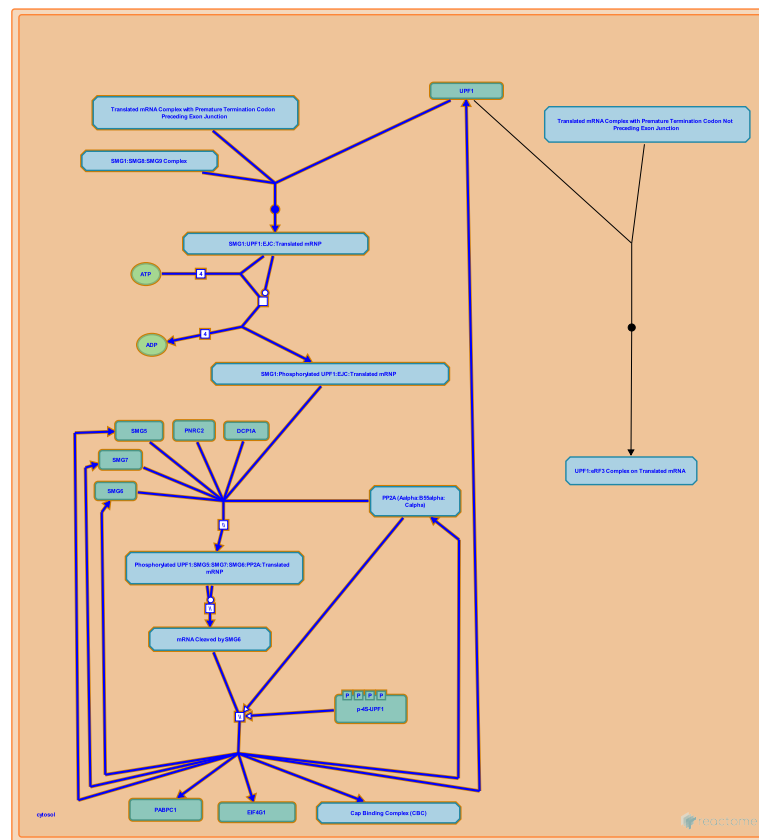 UPF1
Translated mRNA Complex with Premature Termination Codon
Preceding Exon Junction
Translated mRNA Complex with Premature Termination Codon Not
Preceding Exon Junction
SMG1:SMG8:SMG9 Complex
SMG1:UPF1:EJC:Translated mRNP
ATP
4
4
ADP
SMG1:Phosphorylated UPF1:EJC:Translated mRNP
SMG5
PNRC2
DCP1A
SMG7
SMG6
PP2A (Aalpha:B55alpha:
Calpha)
UPF1:eRF3 Complex on Translated mRNA
Phosphorylated UPF1:SMG5:SMG7:SMG6:PP2A:Translated
mRNP
mRNA Cleaved by SMG6
P P P P
p-4S-UPF1
PABPC1
EIF4G1
Cap Binding Complex (CBC)
cytosol
reactome